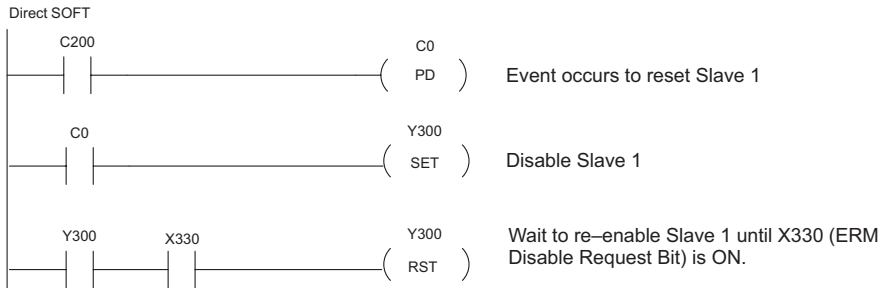 Direct SOFT
C200
C0
PD
Event occurs to reset Slave 1
C0
Y300
SET
Disable Slave 1
Y300
X330
Y300
RST
Wait to re–enable Slave 1 until X330 (ERM
Disable Request Bit) is ON.